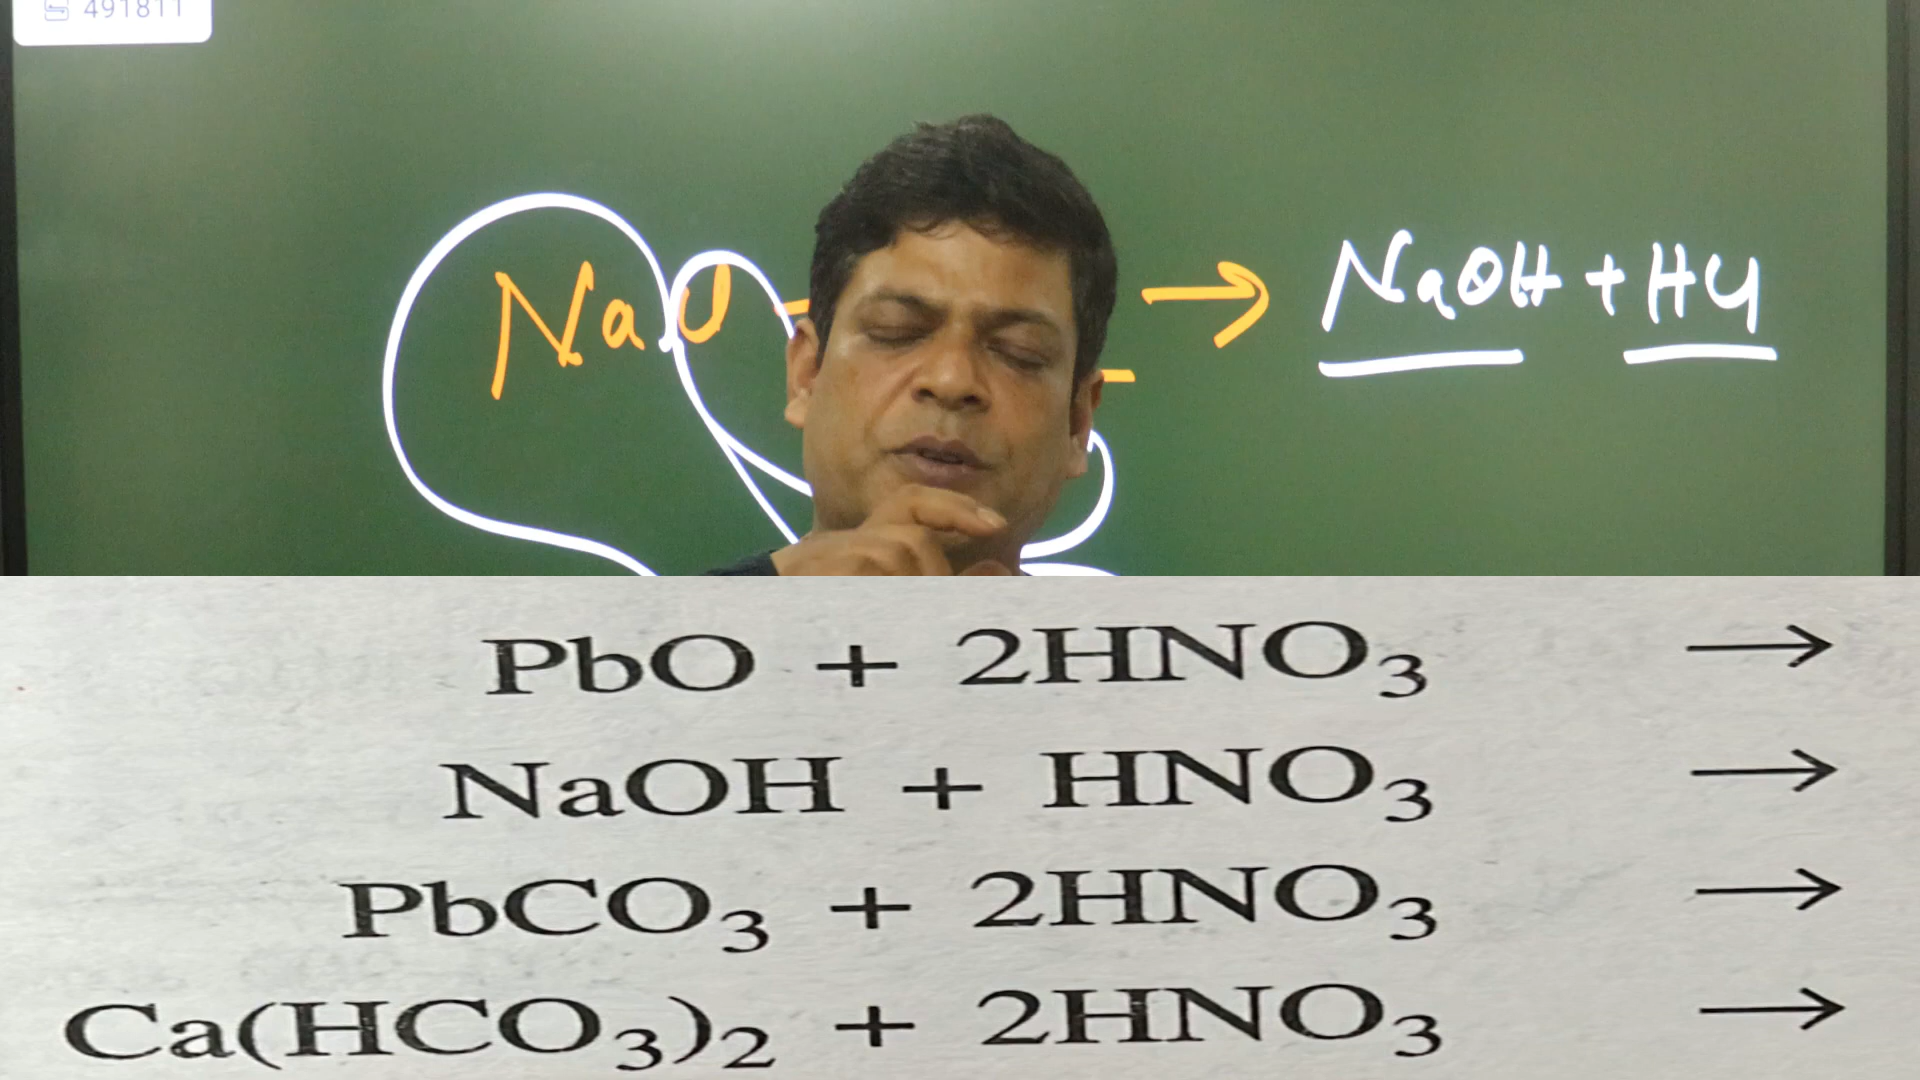 491811
NaO → NaOH + HCl
PbO + 2HNO₃ →
NaOH + HNO₃ →
PbCO₃ + 2HNO₃ →
Ca(HCO₃)₂ + 2HNO₃ →